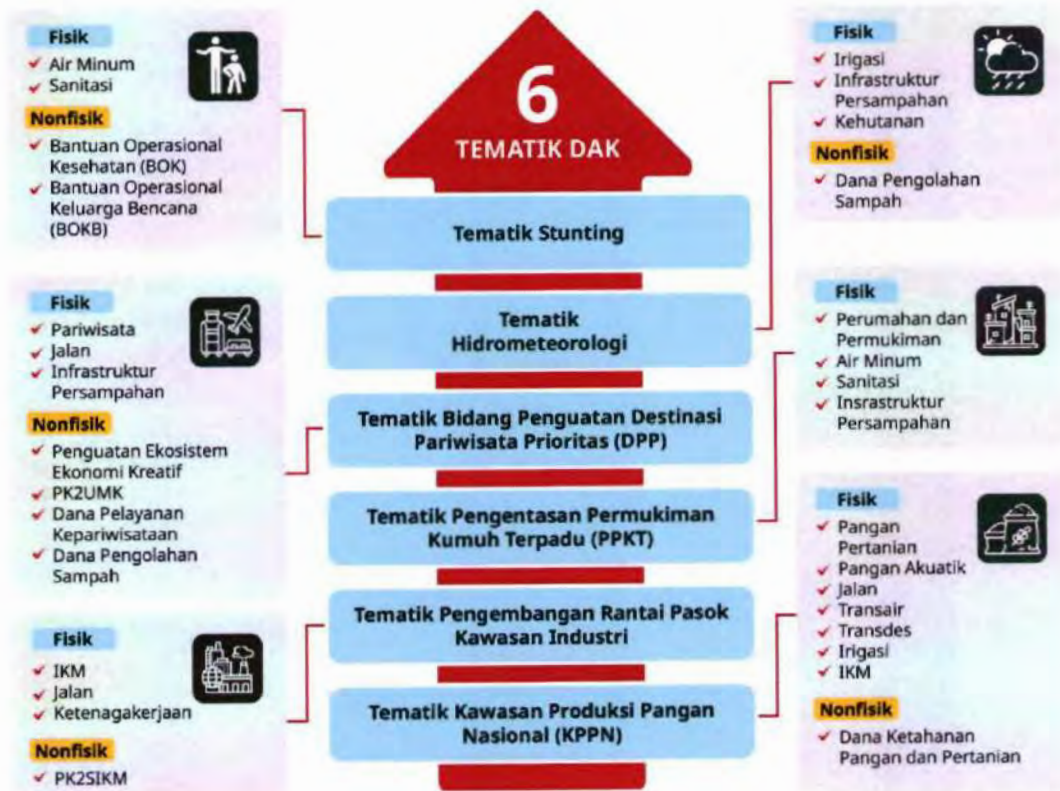 6
TEMATIK DAK
Tematik Stunting
Tematik
Hidrometeorologi
Tematik Bidang Penguatan Destinasi
Pariwisata Prioritas (DPP)
Tematik Pengentasan Permukiman
Kumuh Terpadu (PPKT)
Tematik Pengembangan Rantai Pasok
Kawasan Industri
Tematik Kawasan Produksi Pangan
Nasional (KPPN)
Fisik
Air Minum
Sanitasi
Nonfisik
Bantuan Operasional
Kesehatan (BOK)
Bantuan Operasional
Keluarga Bencana
(BOKB)
Fisik
Pariwisata
Jalan
Infrastruktur
Persampahan
Nonfisik
Penguatan Ekosistem
Ekonomi Kreatif
PK2UMK
Dana Pelayanan
Kepariwisataan
Dana Pengolahan
Sampah
Fisik
IKM
Jalan
Ketenagakerjaan
Nonfisik
PK2SIKM
Fisik
Irigasi
Infrastruktur
Persampahan
Kehutanan
Nonfisik
Dana Pengolahan
Sampah
Fisik
Perumahan dan
Permukiman
Air Minum
Sanitasi
Insrastruktur
Persampahan
Fisik
Pangan
Pertanian
Pangan Akuatik
Jalan
Transair
Transdes
Irigasi
IKM
Nonfisik
Dana Ketahanan
Pangan dan Pertanian